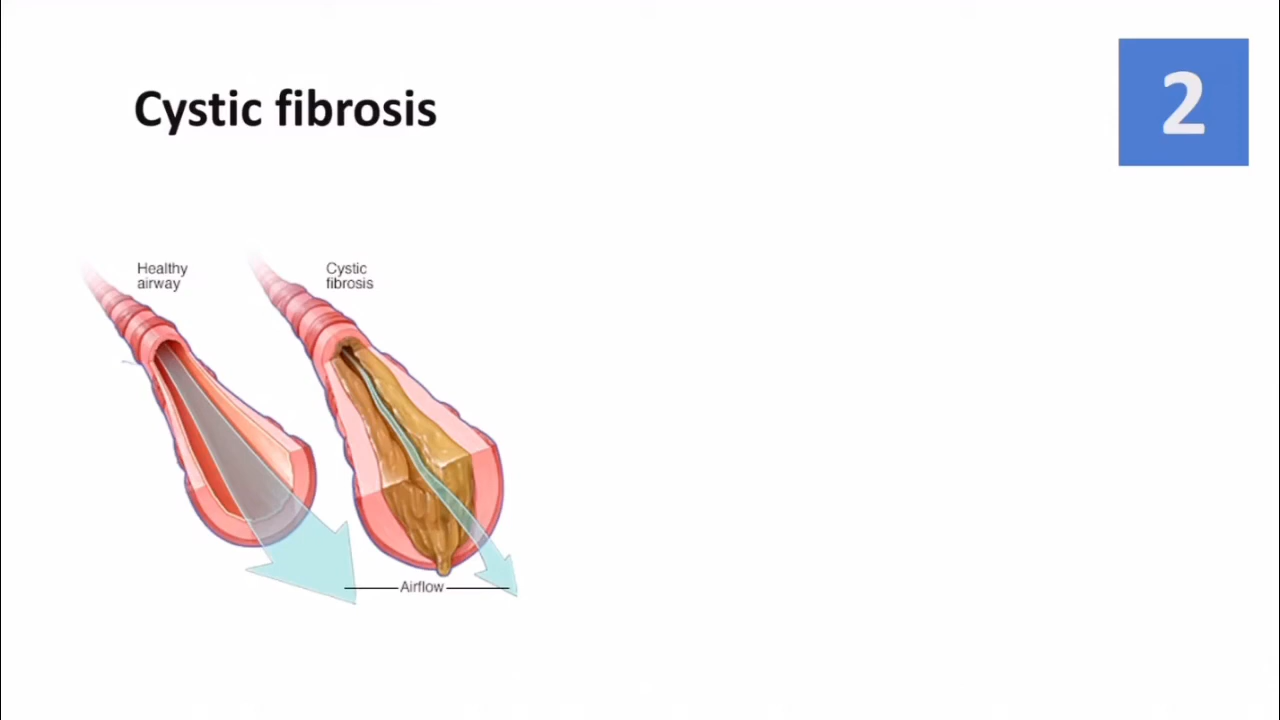 Cystic fibrosis
2
Healthy
airway
Cystic
fibrosis
Airflow